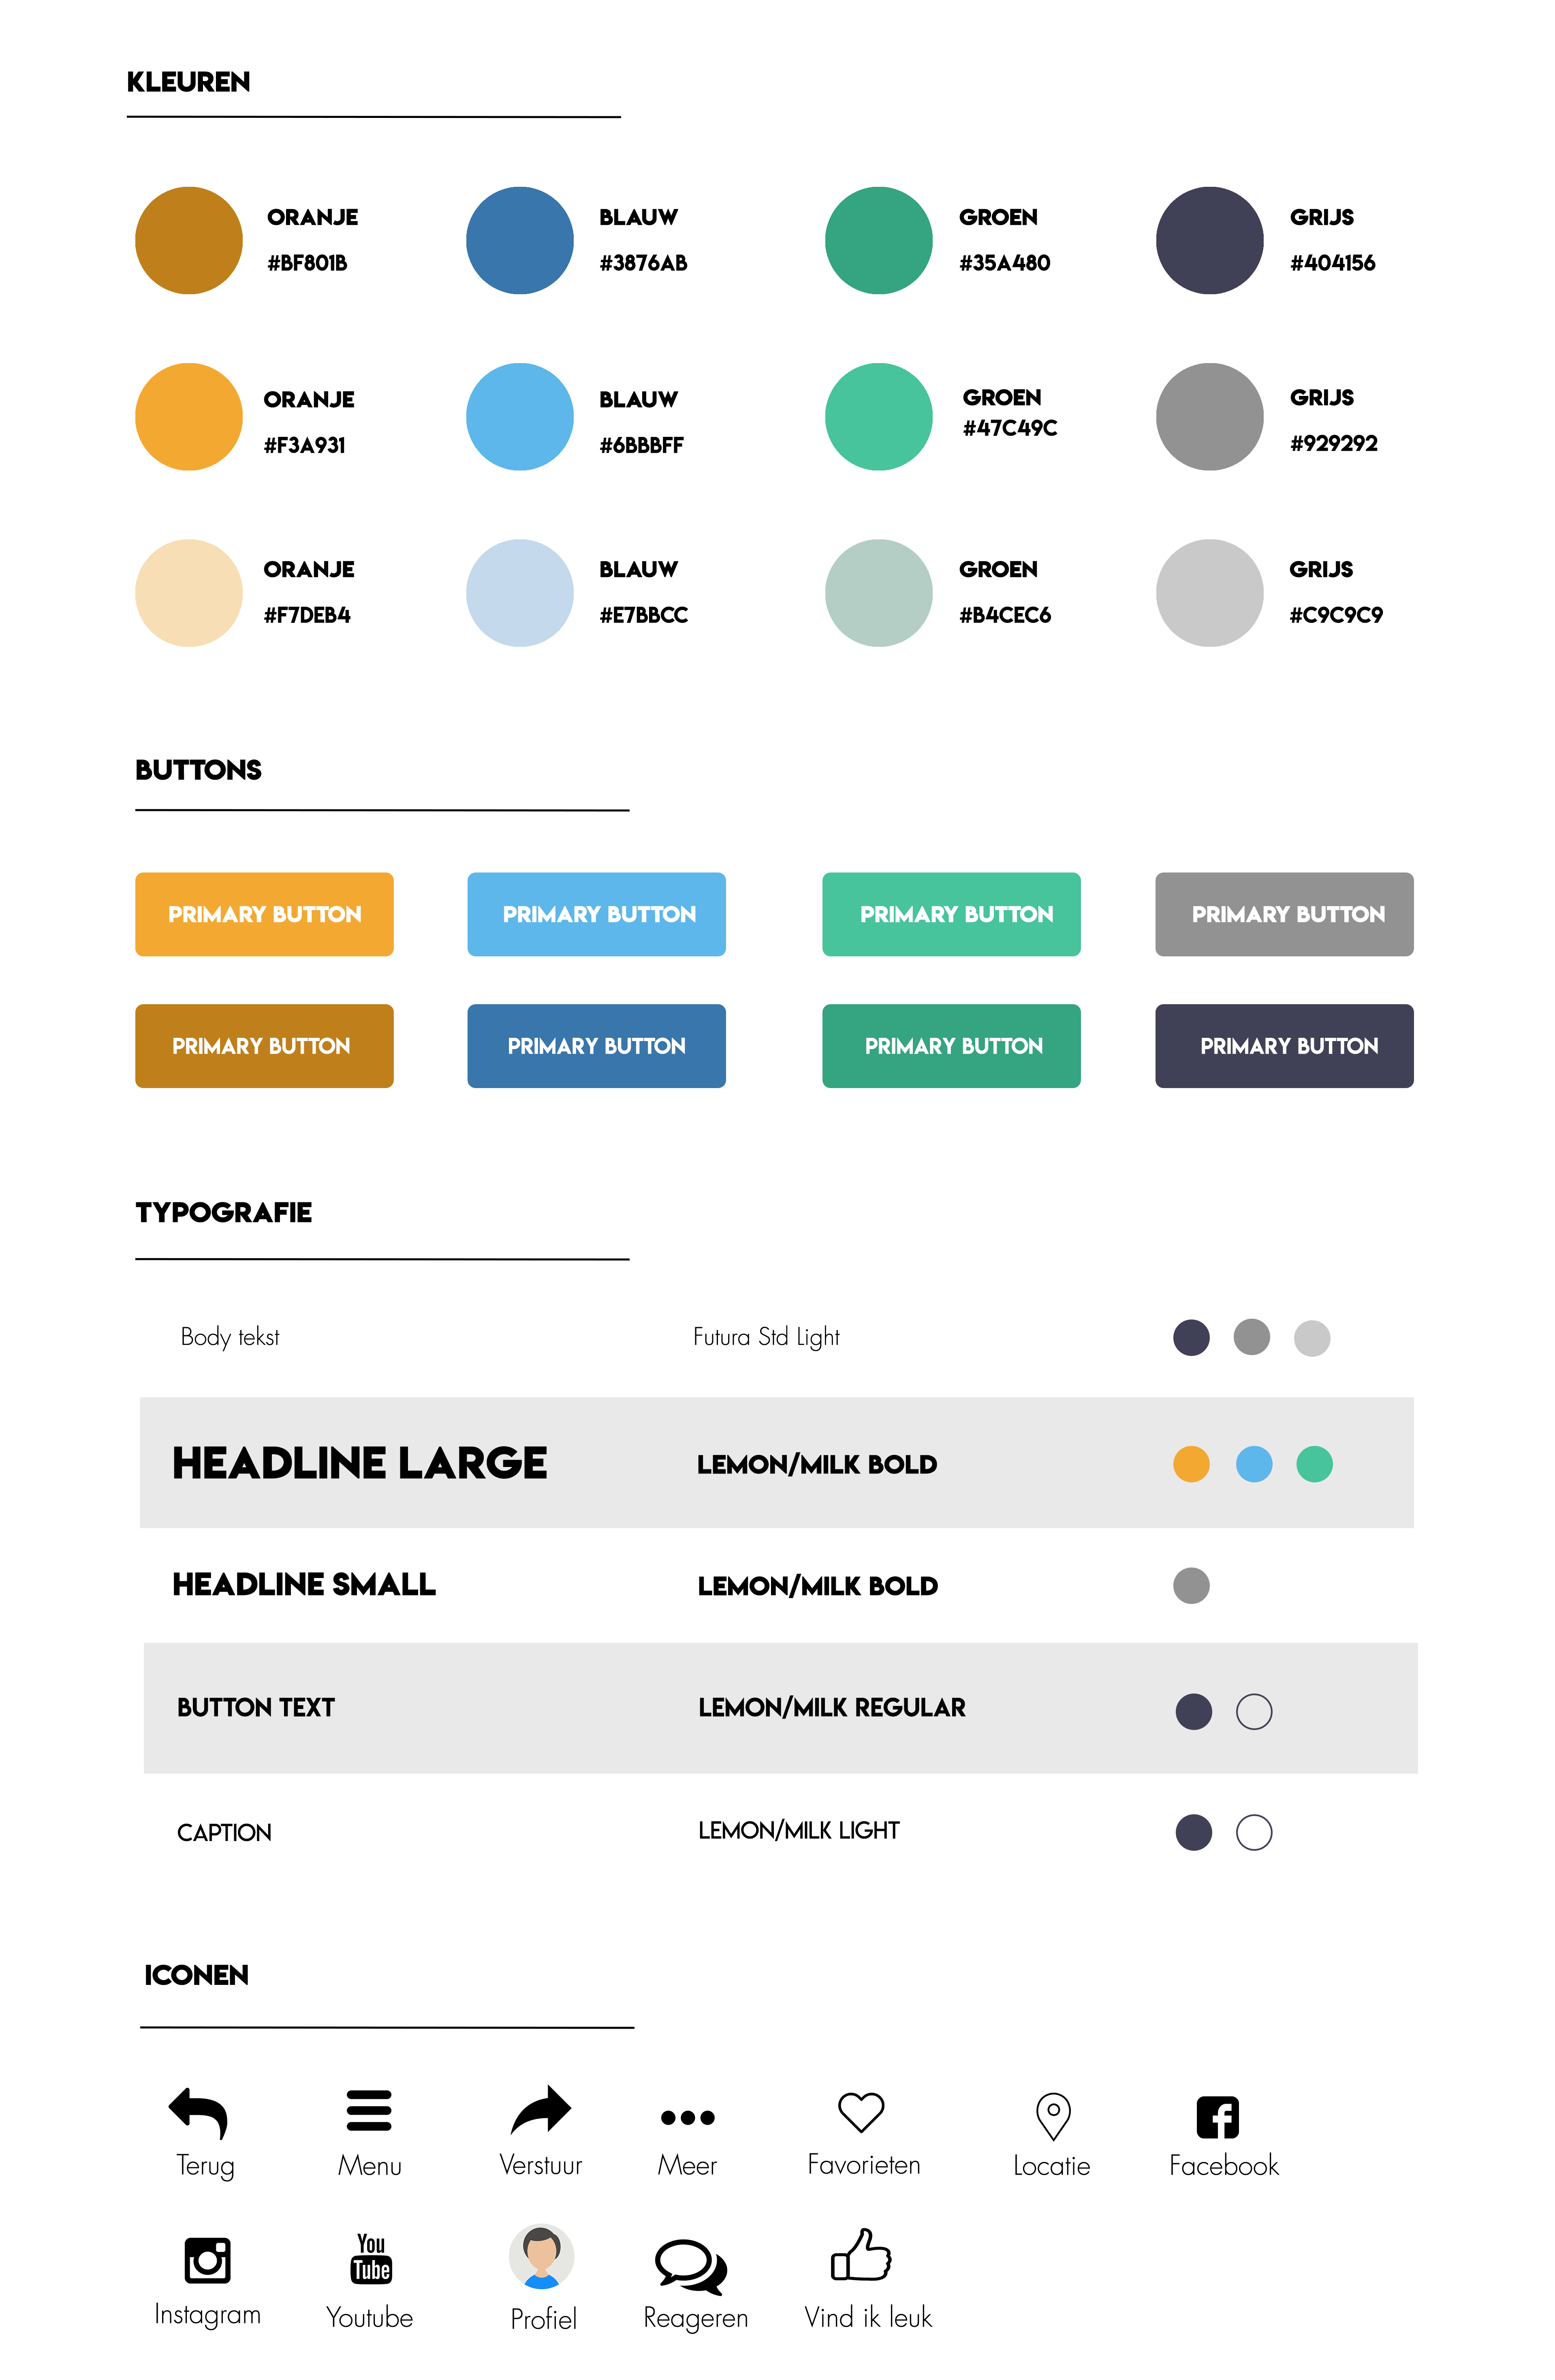 KLEUREN
ORANJE
#BF801B
BLAUW
#3876AB
GROEN
#35A480
GRIJS
#404156
ORANJE
#F3A931
BLAUW
#6BBBFF
GROEN
#47C49C
GRIJS
#929292
ORANJE
#F7DEB4
BLAUW
#E7BBCC
GROEN
#B4CEC6
GRIJS
#C9C9C9
BUTTONS
PRIMARY BUTTON
PRIMARY BUTTON
PRIMARY BUTTON
PRIMARY BUTTON
PRIMARY BUTTON
PRIMARY BUTTON
PRIMARY BUTTON
PRIMARY BUTTON
TYPOGRAFIE
Body tekst
Futura Std Light
HEADLINE LARGE
LEMON/MILK BOLD
HEADLINE SMALL
LEMON/MILK BOLD
BUTTON TEXT
LEMON/MILK REGULAR
CAPTION
LEMON/MILK LIGHT
ICONEN
Terug
Menu
Verstuur
Meer
Favorieten
Locatie
f
Facebook
Instagram
You
Tube
Youtube
Profiel
Reageren
Vind ik leuk